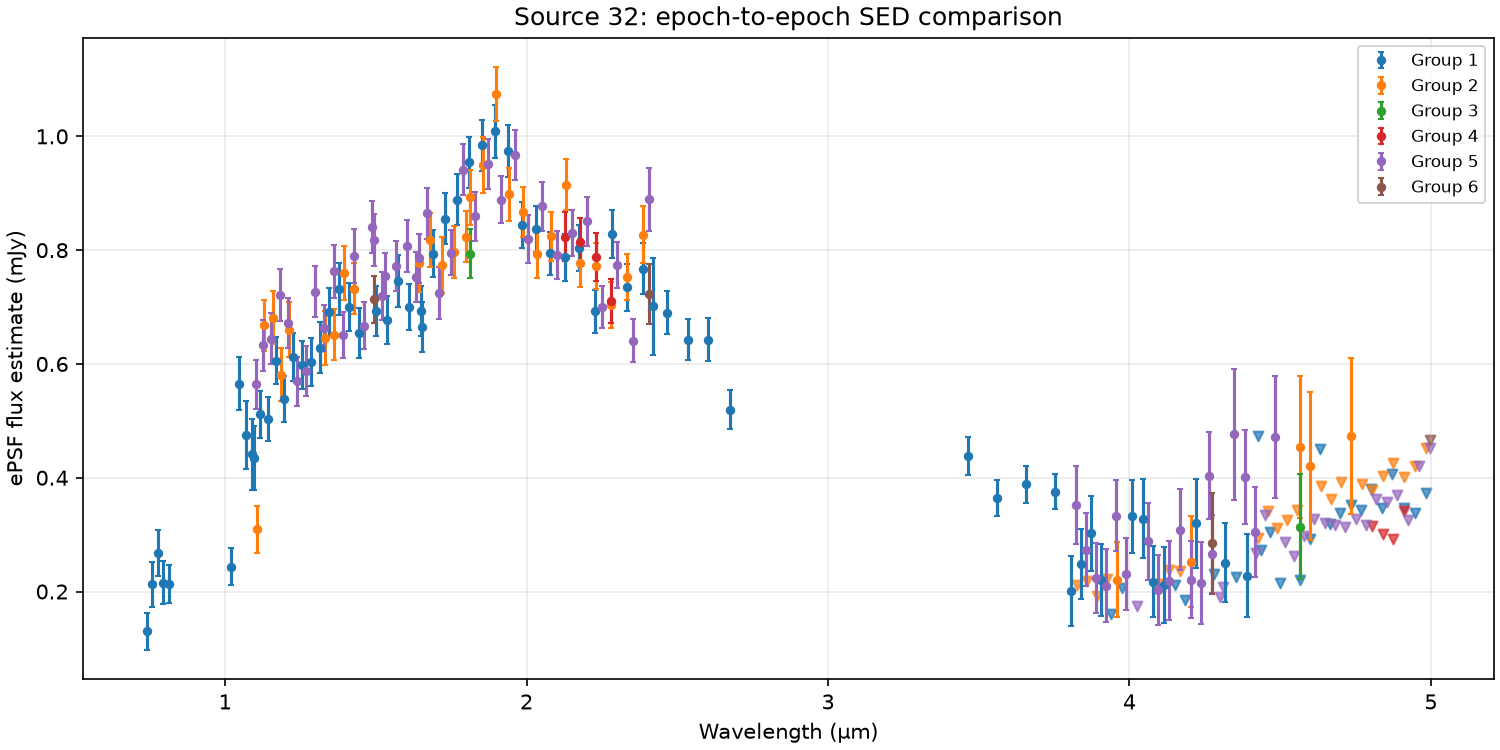 Source 32: epoch-to-epoch SED comparison
ePSF flux estimate (mJy)
1.0
0.8
0.6
0.4
0.2
Group 1
Group 2
Group 3
Group 4
Group 5
Group 6
1 2 3 4 5
Wavelength (μm)